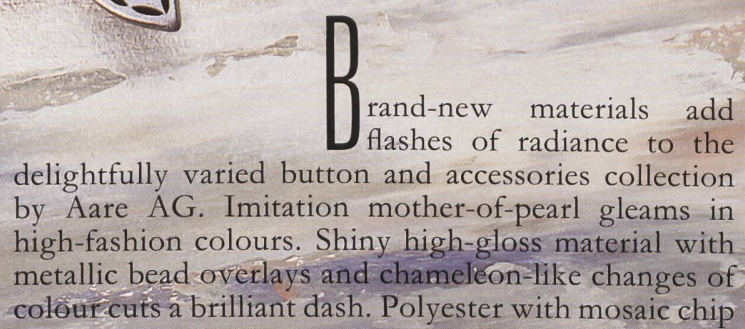 Brand-new materials add
flashes of radiance to the
delightfully varied button and accessories collection
by Aare AG. Imitation mother-of-pearl gleams in
high-fashion colours. Shiny high-gloss material with
metallic bead overlays and chameleon-like changes of
colour cuts a brilliant dash. Polyester with mosaic chip